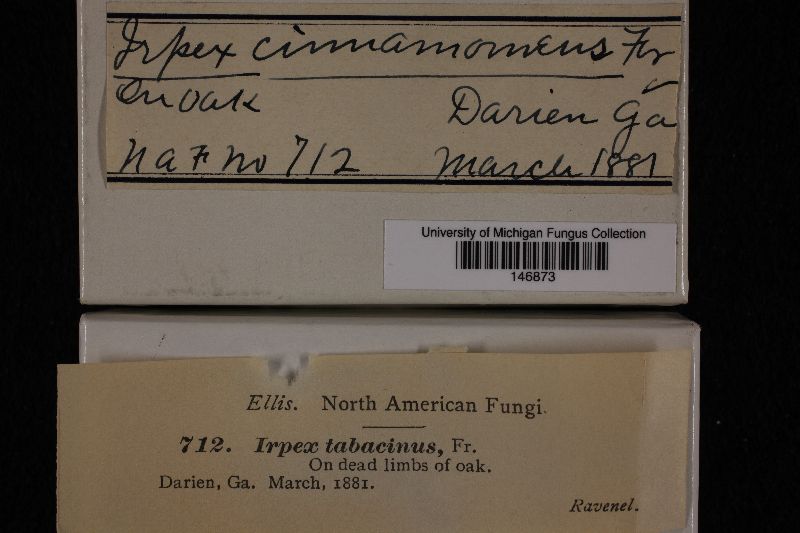 Irpex cinnamomeus Fr
On oak Darien Ga
N a F No 712 March 1881
University of Michigan Fungus Collection
146873
Ellis. North American Fungi.
712. Irpex tabacinus, Fr.
On dead limbs of oak.
Darien, Ga. March, 1881.
Ravenel.